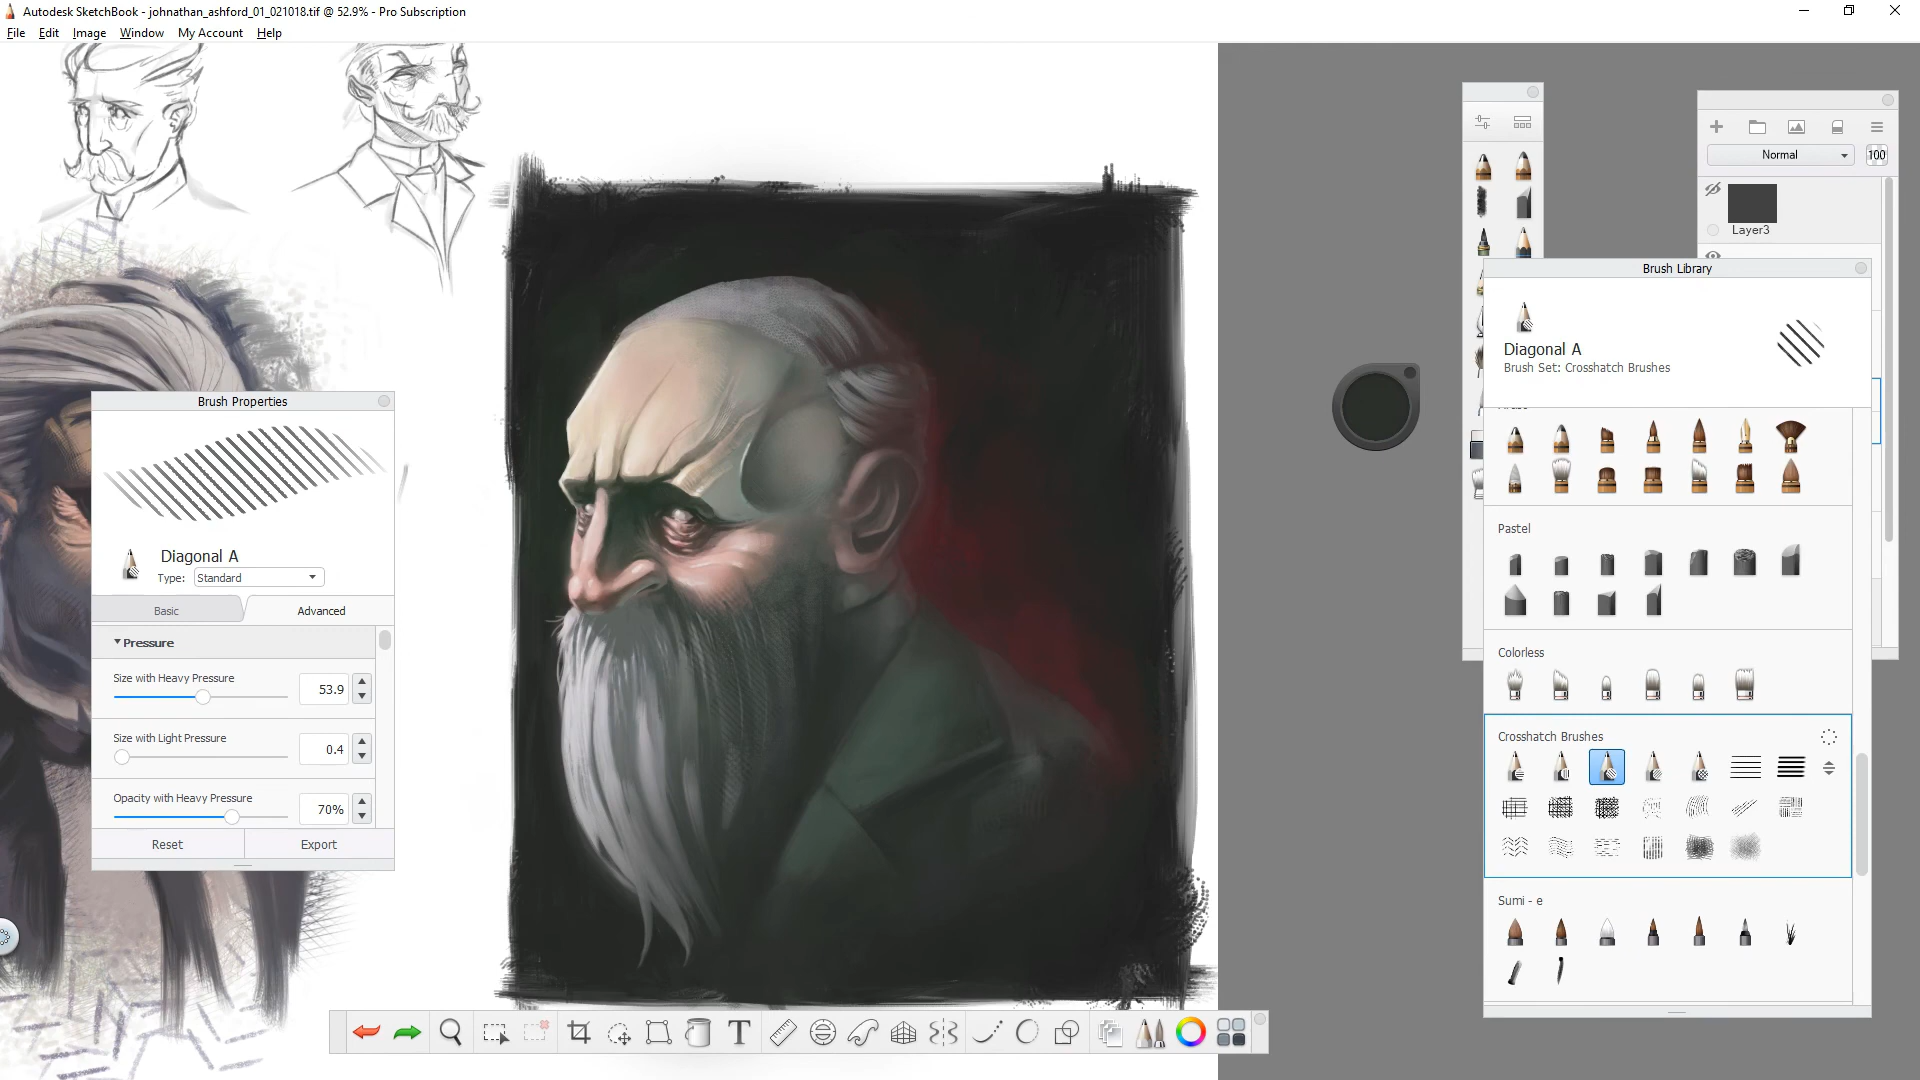 Autodesk SketchBook - johnathan_ashford_01_021018.tif @ 52.9% - Pro Subscription
File Edit Image Window My Account Help
Normal
100
Layer3
Brush Library
Diagonal A
Brush Set: Crosshatch Brushes
Pastel
Colorless
Crosshatch Brushes
Sumi - e
Brush Properties
Diagonal A
Type: Standard
Basic Advanced
Pressure
Size with Heavy Pressure
53.9
Size with Light Pressure
0.4
Opacity with Heavy Pressure
70%
Reset Export
T